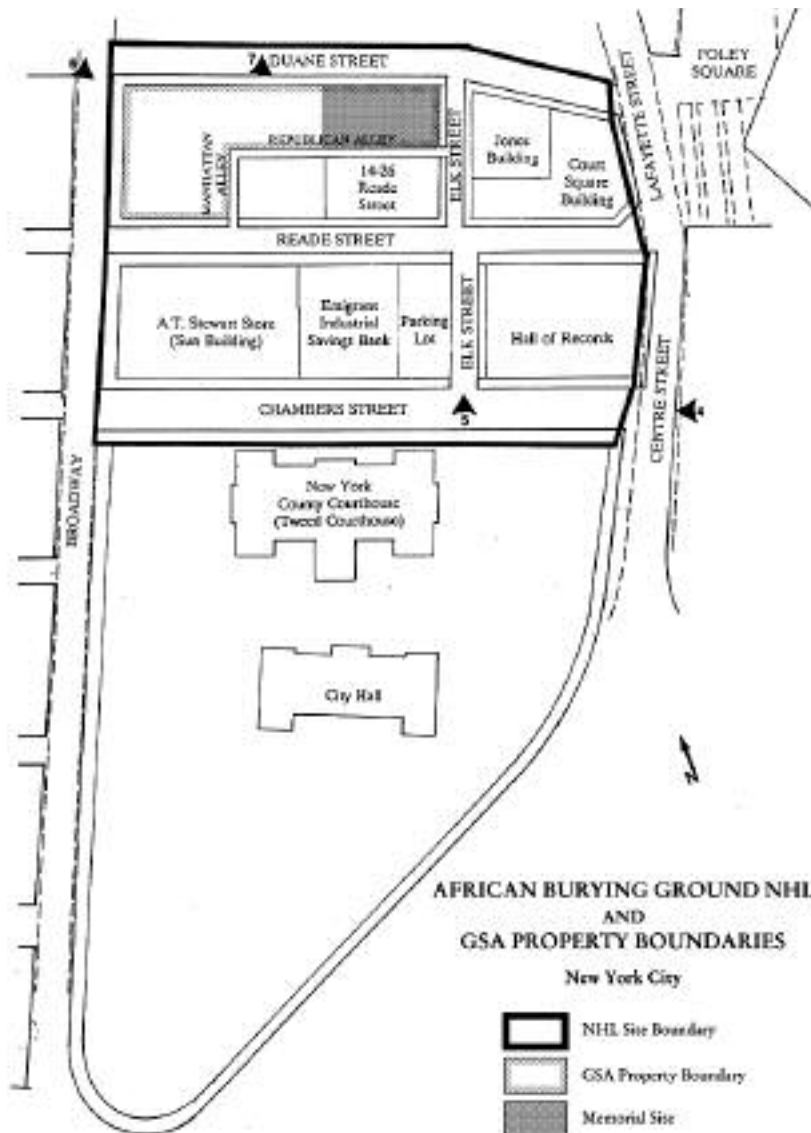 6
7
DUANE STREET
LAFAYETTE STREET
FOLEY
SQUARE
MANHATTAN
ALLEY
REPUBLICAN ALLEY
ELK STREET
Jones
Building
Court
Square
Building
14-26
Reade
Street
READE STREET
A.T. Stewart Store
(Sun Building)
Emigrant
Industrial
Savings Bank
Parking
Lot
ELK STREET
Hall of Records
CHAMBERS STREET
5
4
CENTRE STREET
BROADWAY
New York
County Courthouse
(Tweed Courthouse)
City Hall
N
AFRICAN BURYING GROUND NHL
AND
GSA PROPERTY BOUNDARIES
New York City
NHL Site Boundary
GSA Property Boundary
Memorial Site